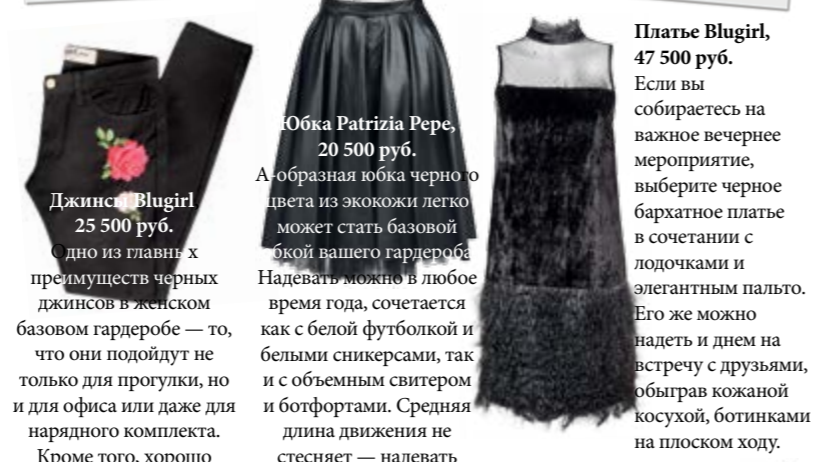 Джинсы Blugirl
25 500 руб.
Одно из главных
преимуществ черных
джинсов в женском
базовом гардеробе — то,
что они подойдут не
только для прогулки, но
и для офиса или даже для
нарядного комплекта.
Кроме того, хорошо
Юбка Patrizia Pepe,
20 500 руб.
А-образная юбка черного
цвета из экокожи легко
может стать базовой
юбкой вашего гардероба.
Надевать можно в любое
время года, сочетается
как с белой футболкой и
белыми сникерсами, так
и с объемным свитером
и ботфортами. Средняя
длина движения не
стесняет — надевать
Платье Blugirl,
47 500 руб.
Если вы
собираетесь на
важное вечернее
мероприятие,
выберите черное
бархатное платье
в сочетании с
лодочками и
элегантным пальто.
Его же можно
надеть и днем на
встречу с друзьями,
обыграв кожаной
косухой, ботинками
на плоском ходу.